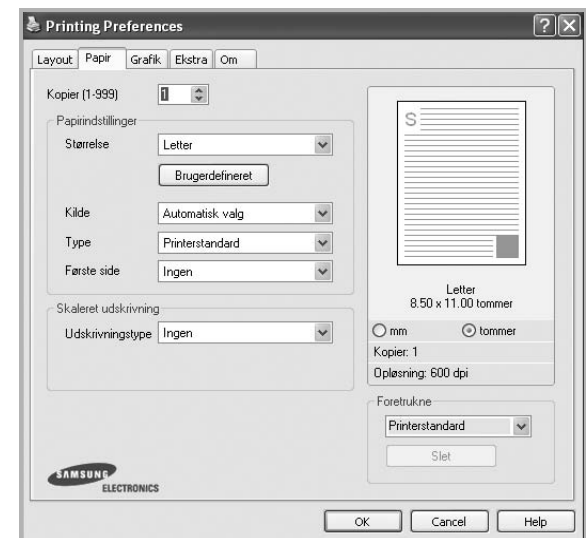 Printing Preferences
Layout Papir Grafik Ekstra Om
Kopier (1-999) 1
Papirindstillinger
Størrelse Letter
Brugerdefineret
Kilde Automatisk valg
Type Printerstandard
Første side Ingen
Skaleret udskrivning
Udskrivningstype Ingen
SAMSUNG
ELECTRONICS
S
Letter
8.50 x 11.00 tommer
mm tommer
Kopier: 1
Opløsning: 600 dpi
Foretrukne
Printerstandard
Slet
OK Cancel Help